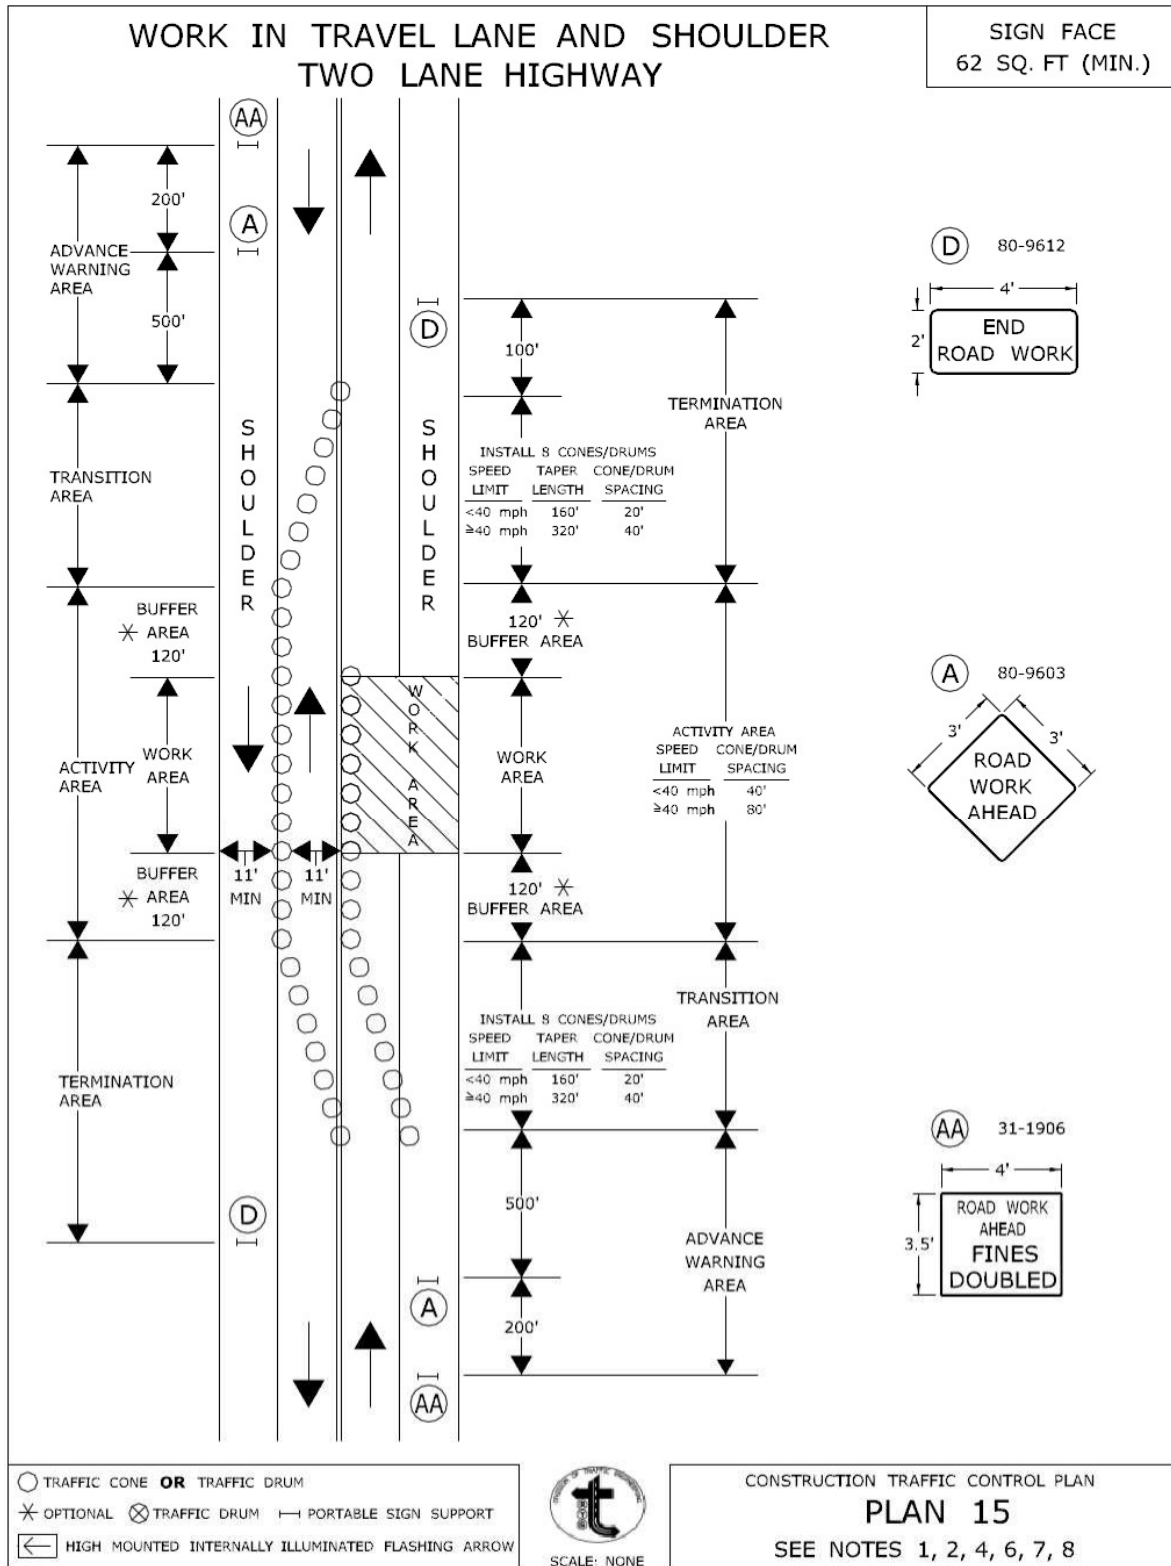 WORK IN TRAVEL LANE AND SHOULDER
TWO LANE HIGHWAY
SIGN FACE
62 SQ. FT (MIN.)
AA
200'
A
ADVANCE
WARNING
AREA
500'
TRANSITION
AREA
SHOULDER
BUFFER
* AREA
120'
WORK
AREA
ACTIVITY
AREA
BUFFER
* AREA
120'
11'
MIN
11'
MIN
TERMINATION
AREA
D
D
SHOULDER
WORK AREA
100'
TERMINATION
AREA
INSTALL 8 CONES/DRUMS
SPEED TAPER CONE/DRUM
LIMIT LENGTH SPACING
<40 mph 160' 20'
≥40 mph 320' 40'
120' *
BUFFER AREA
WORK
AREA
ACTIVITY AREA
SPEED CONE/DRUM
LIMIT SPACING
<40 mph 40'
≥40 mph 80'
120' *
BUFFER AREA
TRANSITION
AREA
INSTALL 8 CONES/DRUMS
SPEED TAPER CONE/DRUM
LIMIT LENGTH SPACING
<40 mph 160' 20'
≥40 mph 320' 40'
500'
ADVANCE
WARNING
AREA
A
200'
AA
D 80-9612
4'
2'
END
ROAD WORK
A 80-9603
3' 3'
ROAD
WORK
AHEAD
AA 31-1906
4'
3.5'
ROAD WORK
AHEAD
FINES
DOUBLED
TRAFFIC CONE OR TRAFFIC DRUM
* OPTIONAL TRAFFIC DRUM PORTABLE SIGN SUPPORT
HIGH MOUNTED INTERNALLY ILLUMINATED FLASHING ARROW
DIVISION OF TRAFFIC ENGINEERING
t
SCALE: NONE
CONSTRUCTION TRAFFIC CONTROL PLAN
PLAN 15
SEE NOTES 1, 2, 4, 6, 7, 8